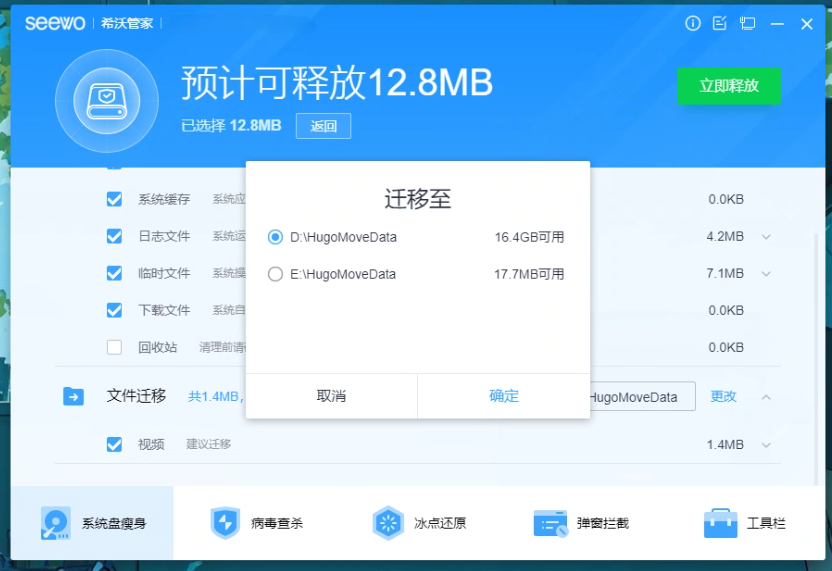 seewo 希沃管家
预计可释放12.8MB
已选择 12.8MB 返回
立即释放
系统缓存 系统应 0.0KB
日志文件 系统运 4.2MB
临时文件 系统操 7.1MB
下载文件 系统自 0.0KB
回收站 清理前请 0.0KB
文件迁移 共1.4MB, HugoMoveData 更改
视频 建议迁移 1.4MB
迁移至
D:\HugoMoveData 16.4GB可用
E:\HugoMoveData 17.7MB可用
取消 确定
系统盘瘦身 病毒查杀 冰点还原 弹窗拦截 工具栏